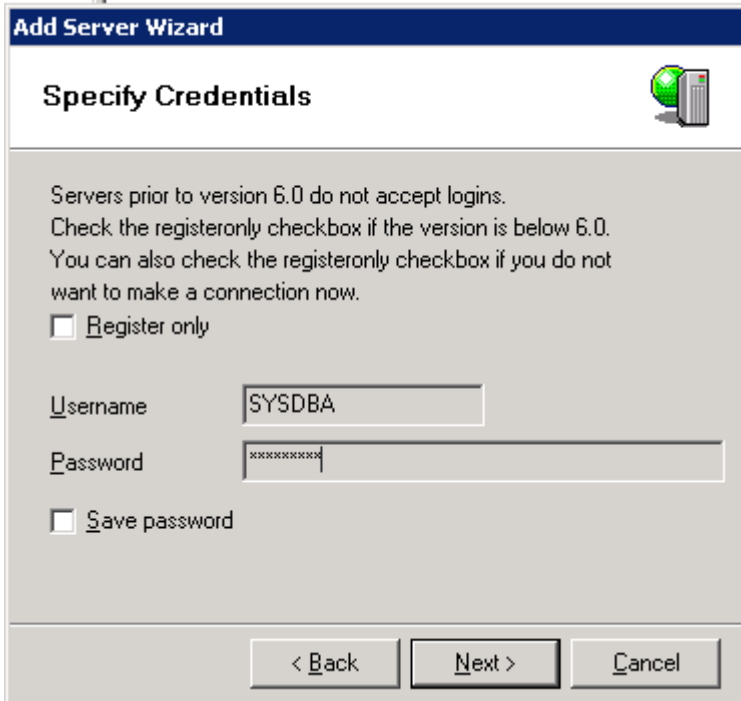 Add Server Wizard
Specify Credentials
Servers prior to version 6.0 do not accept logins.
Check the registeronly checkbox if the version is below 6.0.
You can also check the registeronly checkbox if you do not
want to make a connection now.
Register only
Username SYSDBA
Password *********
Save password
< Back Next > Cancel